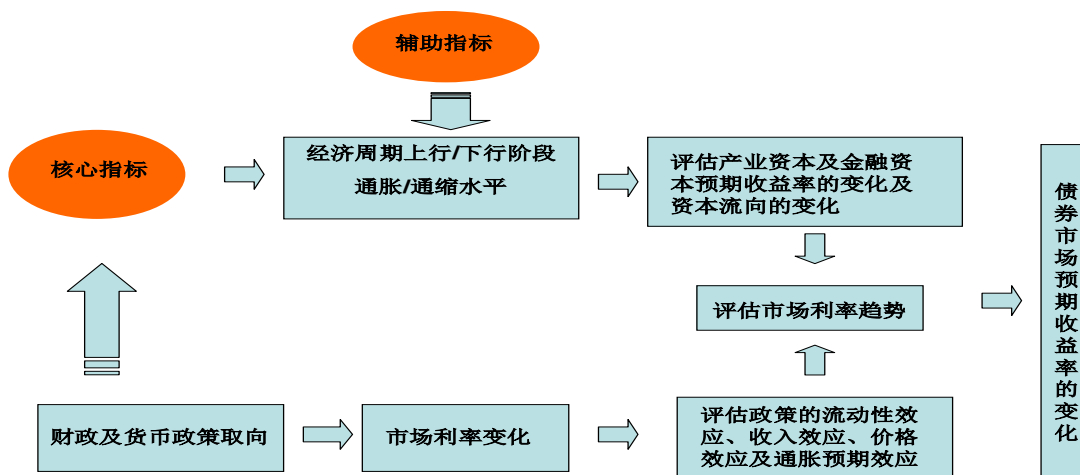 辅助指标
核心指标
经济周期上行/下行阶段
通胀/通缩水平
评估产业资本及金融资
本预期收益率的变化及
资本流向的变化
评估市场利率趋势
债券市场预期收益率的变化
财政及货币政策取向
市场利率变化
评估政策的流动性效
应、收入效应、价格
效应及通胀预期效应